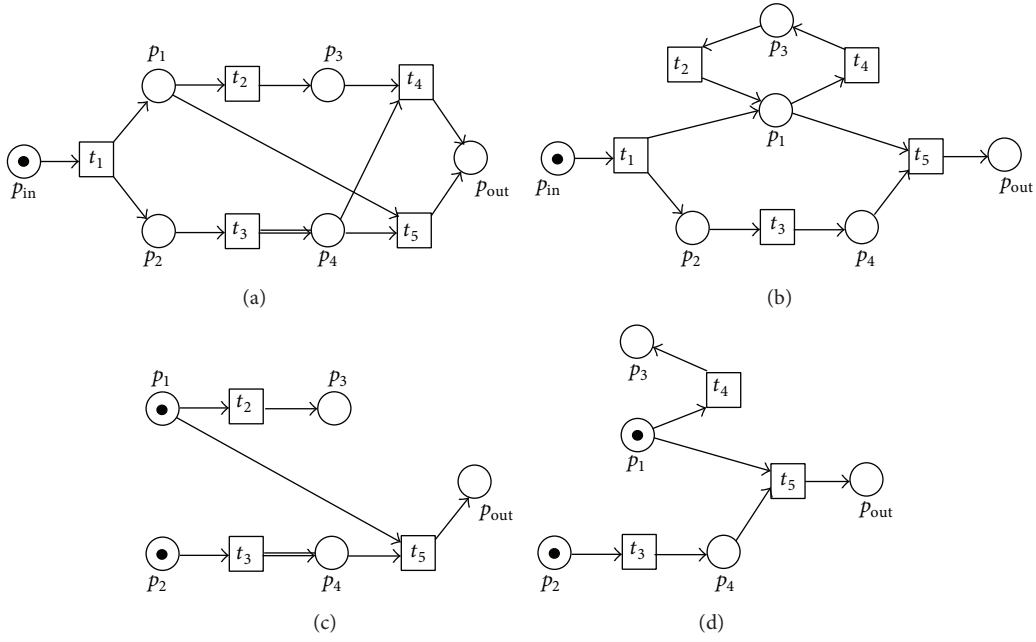 p1 p3
t2 t4
t1
pin pout
t3 t5
p2 p4
(a)
p3
t2 t4
p1
t1 t5
pin pout
t3
p2 p4
(b)
p1 p3
t2
pout
t3 t5
p2 p4
(c)
p3
t4
p1
t5
pout
t3
p2 p4
(d)